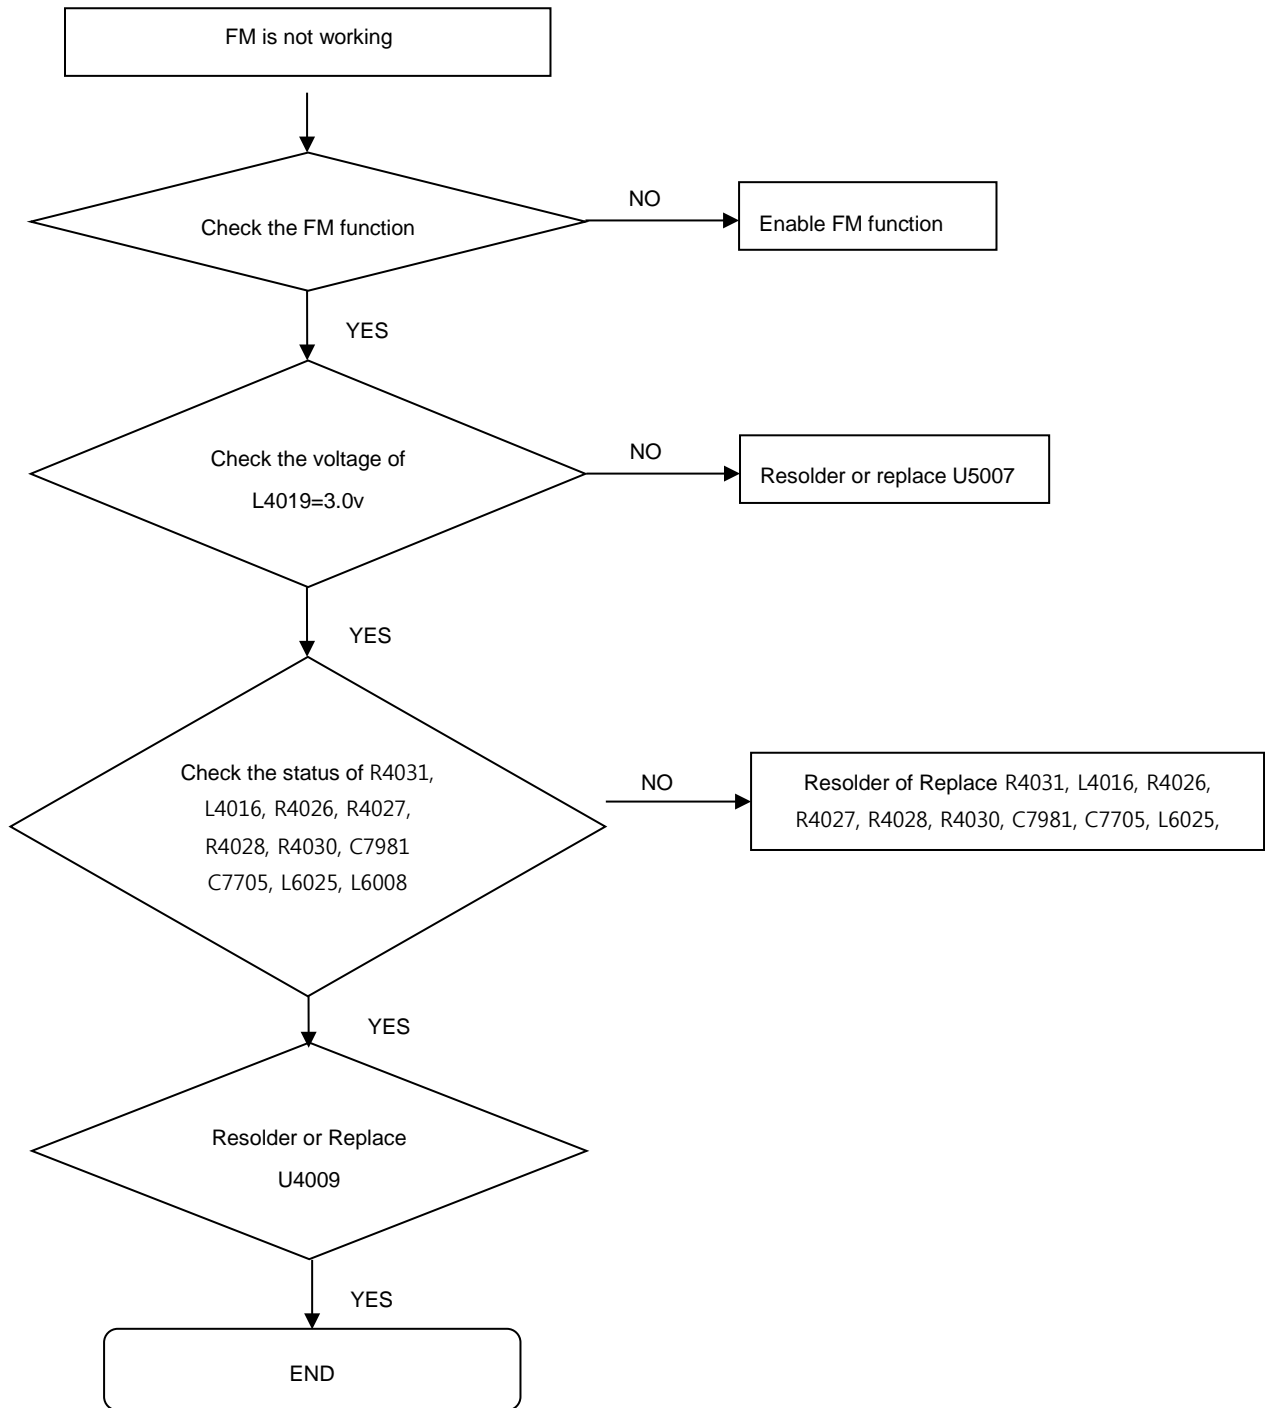 FM is not working
Check the FM function
NO
Enable FM function
YES
Check the voltage of
L4019=3.0v
NO
Resolder or replace U5007
YES
Check the status of R4031,
L4016, R4026, R4027,
R4028, R4030, C7981
C7705, L6025, L6008
NO
Resolder of Replace R4031, L4016, R4026,
R4027, R4028, R4030, C7981, C7705, L6025,
YES
Resolder or Replace
U4009
YES
END